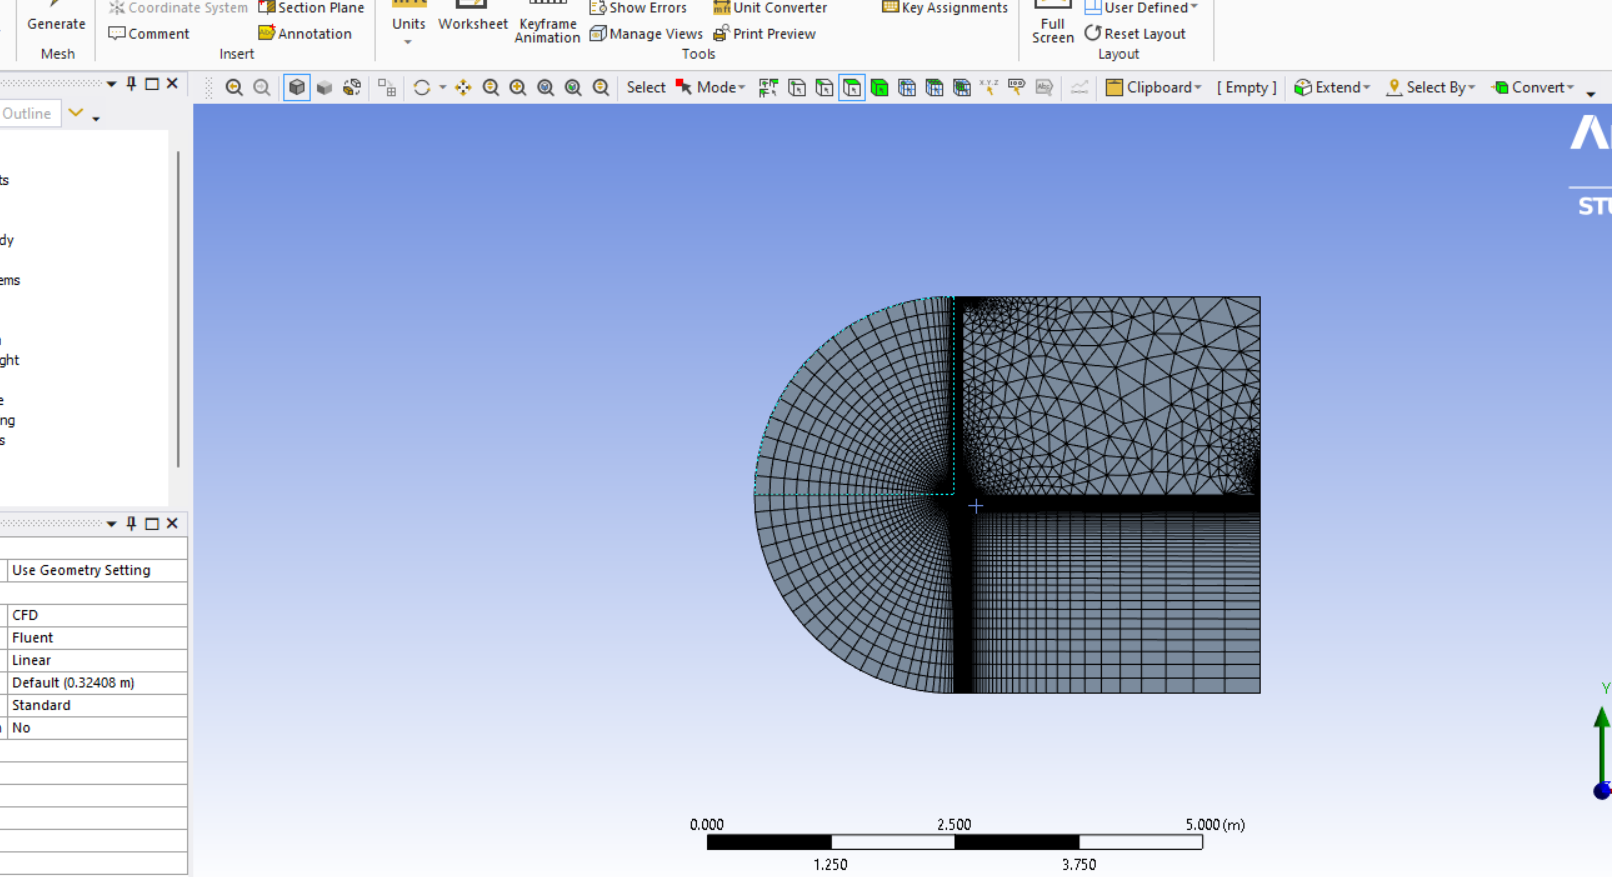 Coordinate System
Section Plane
Show Errors
Unit Converter
Key Assignments
User Defined
Generate
Comment
Annotation
Units
Worksheet
Keyframe
Animation
Manage Views
Print Preview
Full
Screen
Reset Layout
Mesh
Insert
Tools
Layout
Select
Mode
Clipboard
[ Empty ]
Extend
Select By
Convert
Outline
ts
dy
ems
ght
e
ng
s
STU
Use Geometry Setting
CFD
Fluent
Linear
Default (0.32408 m)
Standard
No
Y
0.000
2.500
5.000 (m)
1.250
3.750